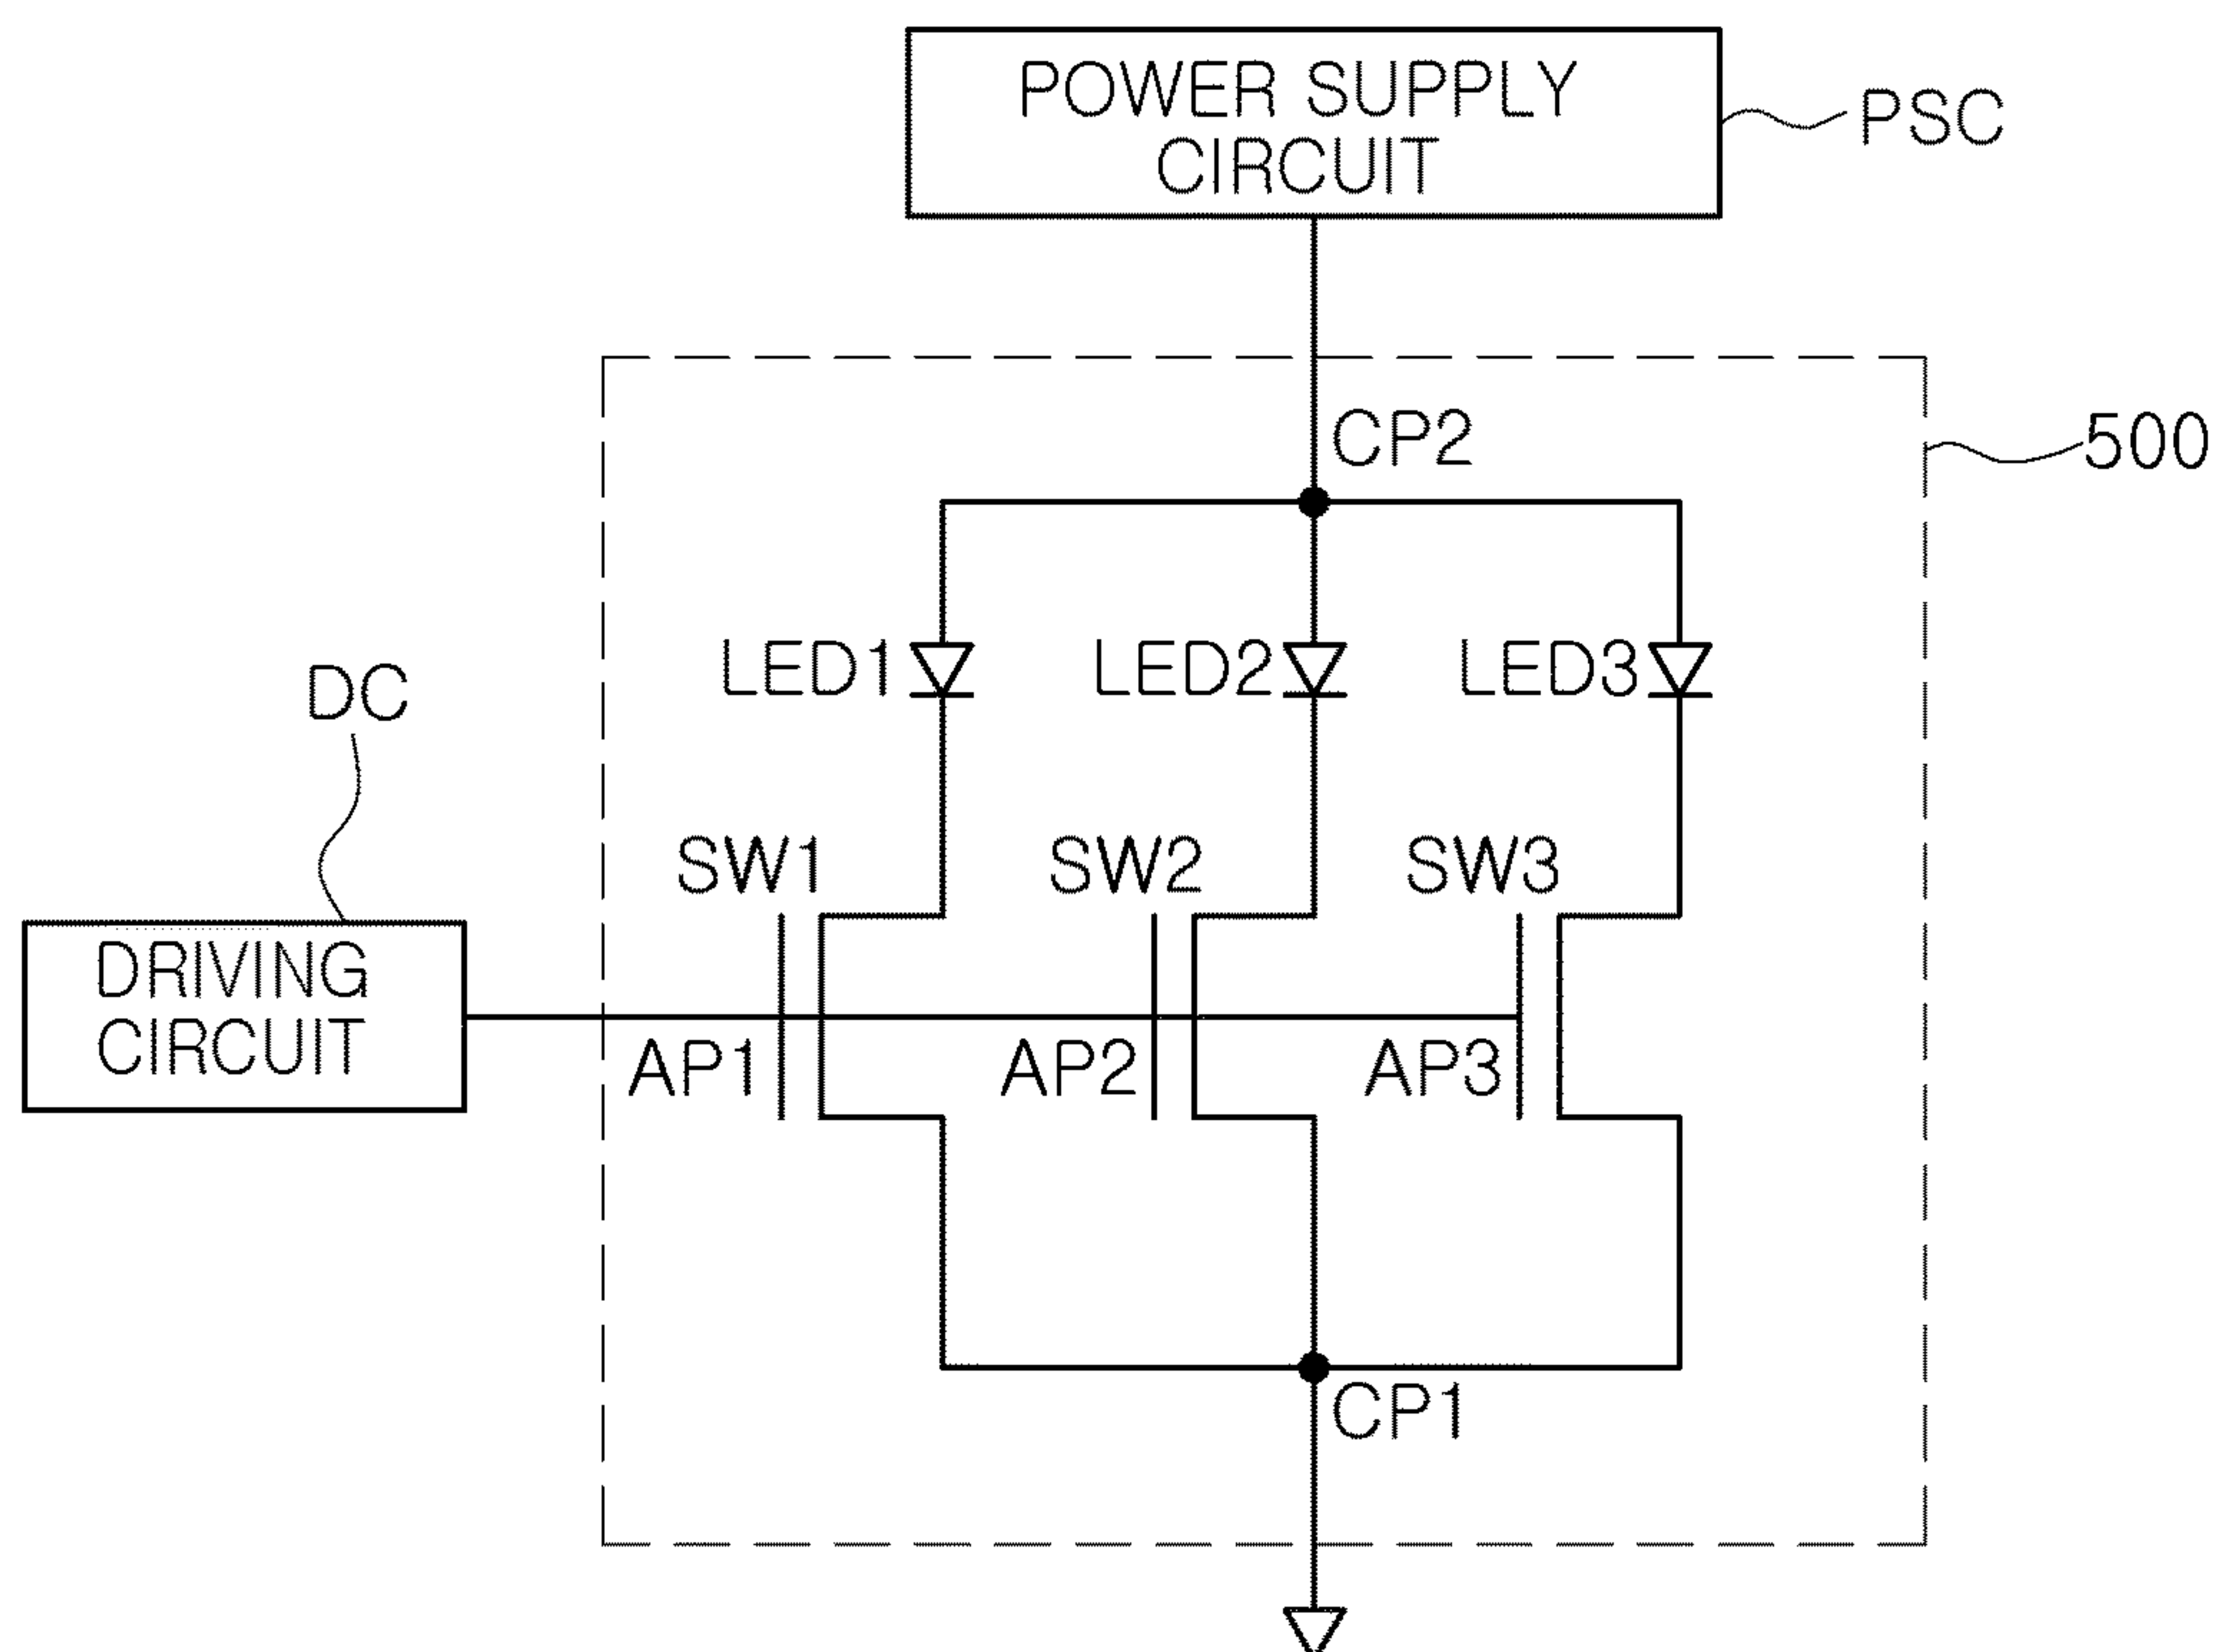 POWER SUPPLY
CIRCUIT
PSC
CP2
500
LED1
LED2
LED3
DC
SW1
SW2
SW3
DRIVING
CIRCUIT
AP1
AP2
AP3
CP1